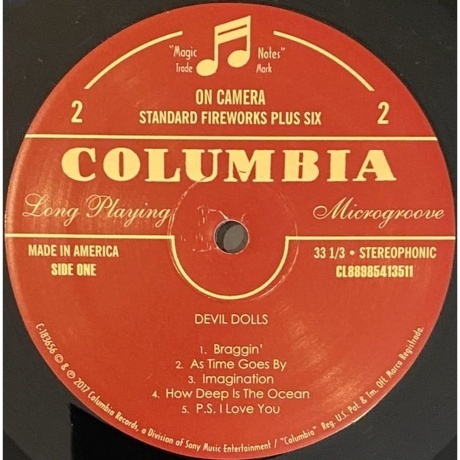 "Magic Notes"
Trade Mark
2 ON CAMERA 2
STANDARD FIREWORKS PLUS SIX
COLUMBIA
Long Playing Microgroove
MADE IN AMERICA 33 1/3 • STEREOPHONIC
SIDE ONE CL88985413511
DEVIL DOLLS
1. Braggin'
2. As Time Goes By
3. Imagination
4. How Deep Is The Ocean
5. P.S. I Love You
E-183656 © & ℗ 2017 Columbia Records, a Division of Sony Music Entertainment / "Columbia" Reg. U.S. Pat. & Tm. Off. Marca Registrada.